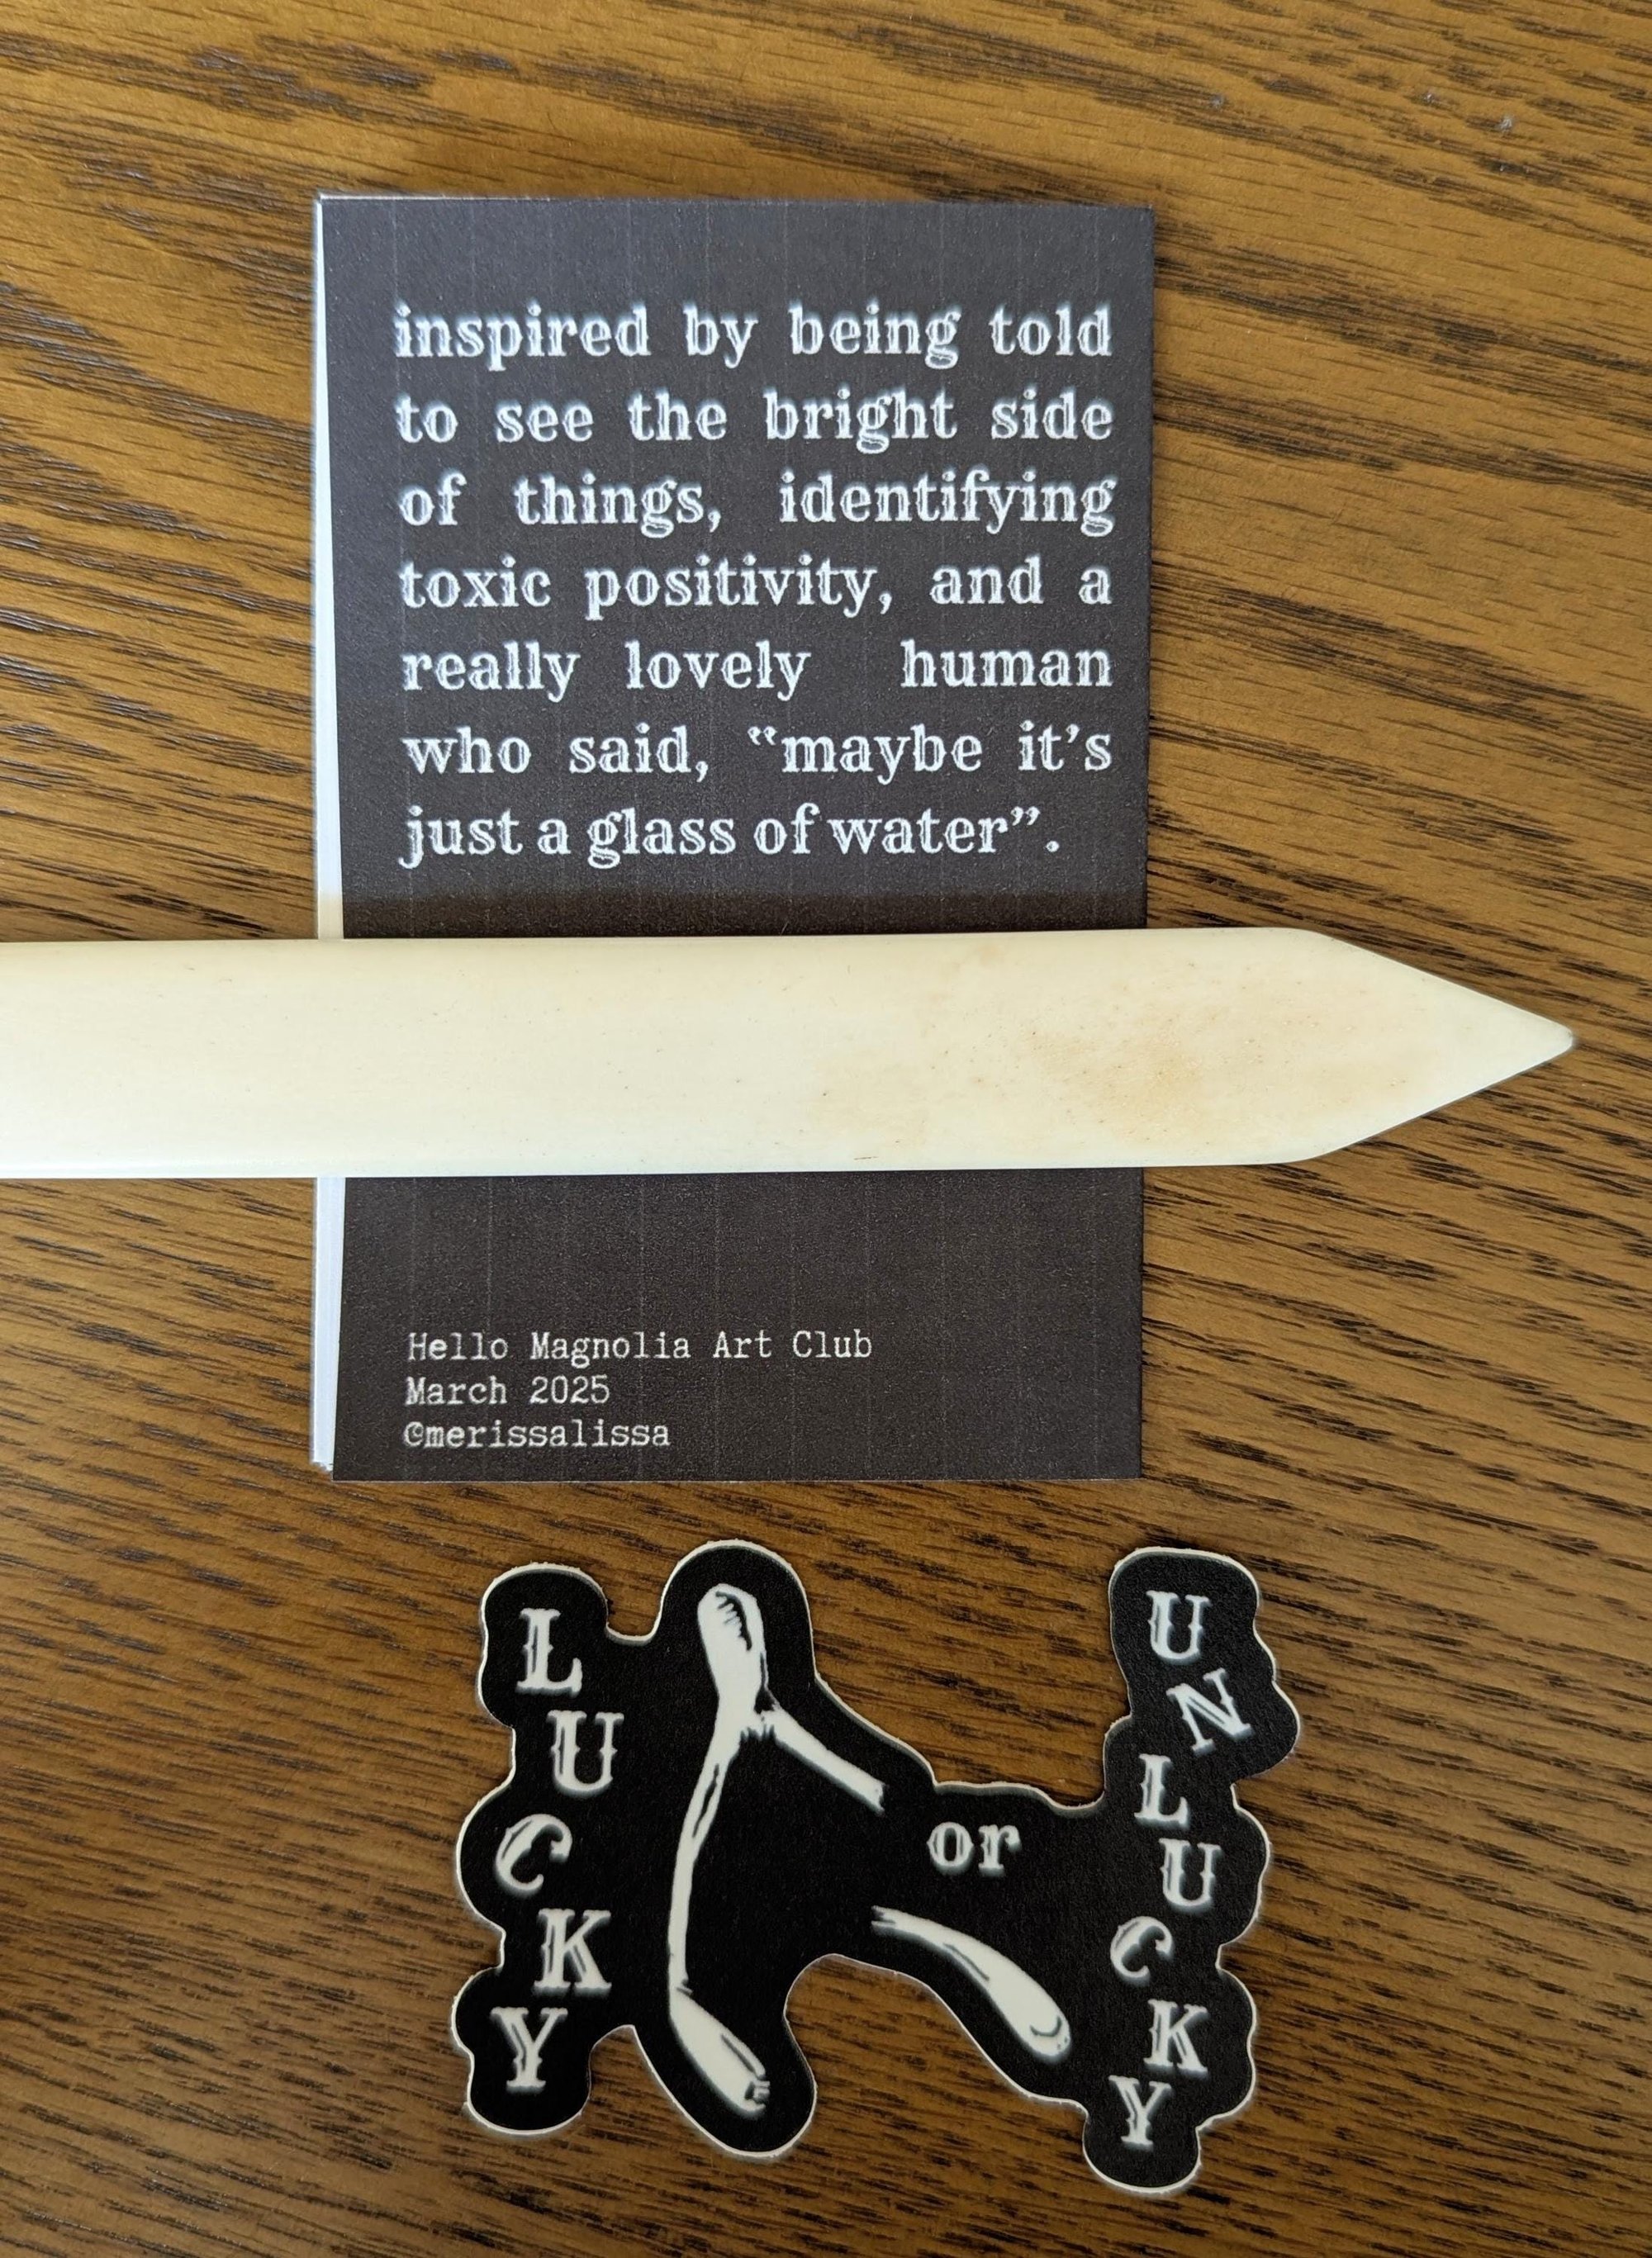 inspired by being told
to see the bright side
of things, identifying
toxic positivity, and a
really lovely human
who said, “maybe it’s
just a glass of water”.
Hello Magnolia Art Club
March 2025
©merissalissa
LUCKY
or
UNLUCKY